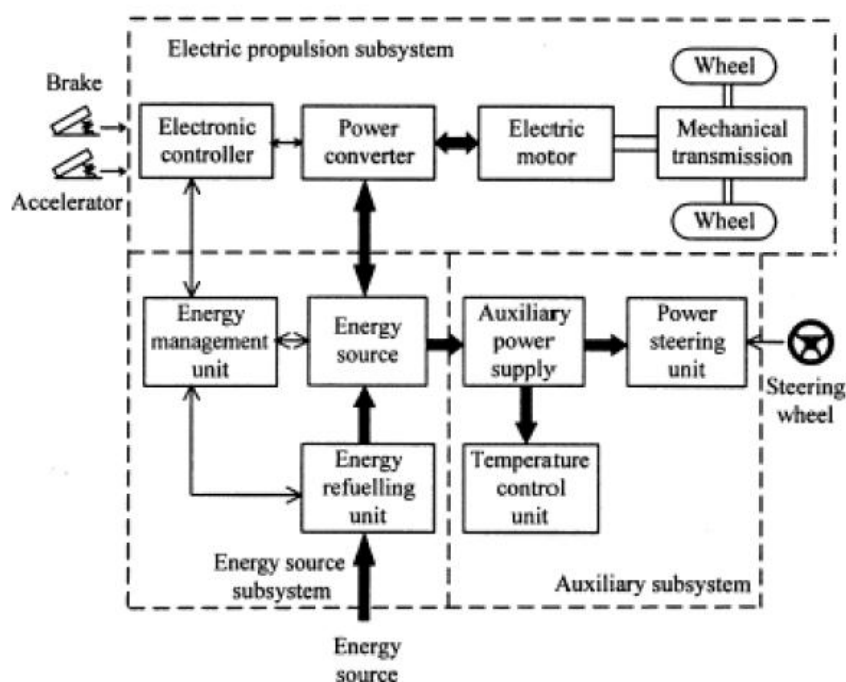 Electric propulsion subsystem
Brake
Accelerator
Electronic
controller
Power
converter
Electric
motor
Mechanical
transmission
Wheel
Wheel
Energy
management
unit
Energy
source
Auxiliary
power
supply
Power
steering
unit
Steering
wheel
Energy
refuelling
unit
Temperature
control
unit
Energy source
subsystem
Auxiliary subsystem
Energy
source